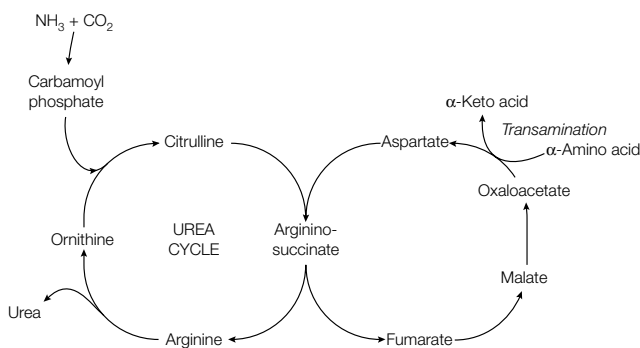 NH₃ + CO₂
Carbamoyl
phosphate
α-Keto acid
Transamination
α-Amino acid
Citrulline
Aspartate
Oxaloacetate
Ornithine
UREA
CYCLE
Arginino-
succinate
Malate
Urea
Arginine
Fumarate